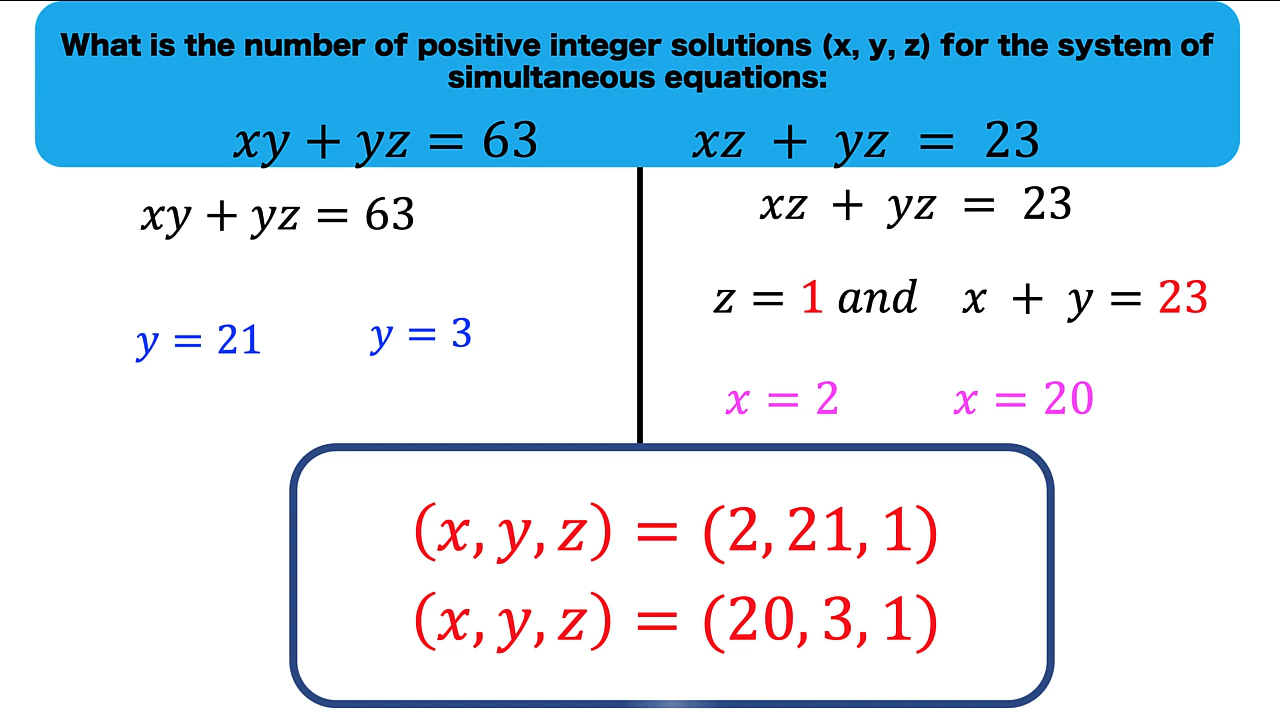 What is the number of positive integer solutions (x, y, z) for the system of
simultaneous equations:
xy + yz = 63 xz + yz = 23
xy + yz = 63
y = 21 y = 3
xz + yz = 23
z = 1 and x + y = 23
x = 2 x = 20
(x, y, z) = (2, 21, 1)
(x, y, z) = (20, 3, 1)